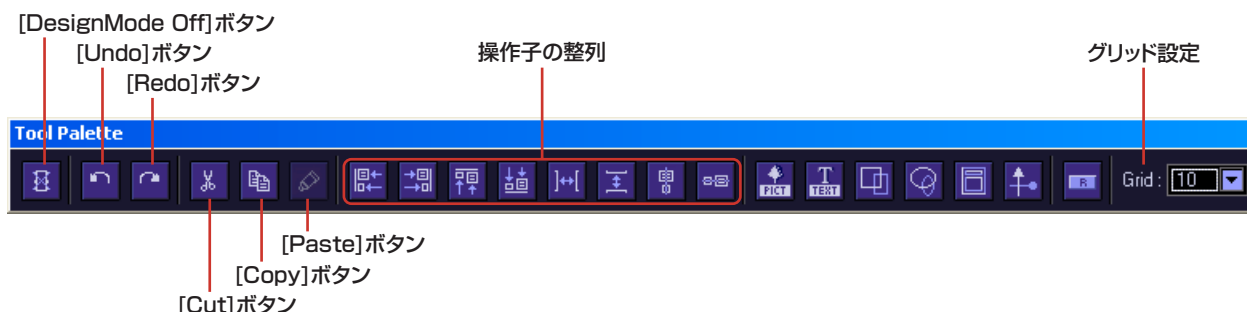 [DesignMode Off]ボタン
[Undo]ボタン
操作子の整列
グリッド設定
[Redo]ボタン
Tool Palette
PICT
T
TEXT
R
Grid : 10
[Paste]ボタン
[Copy]ボタン
[Cut]ボタン